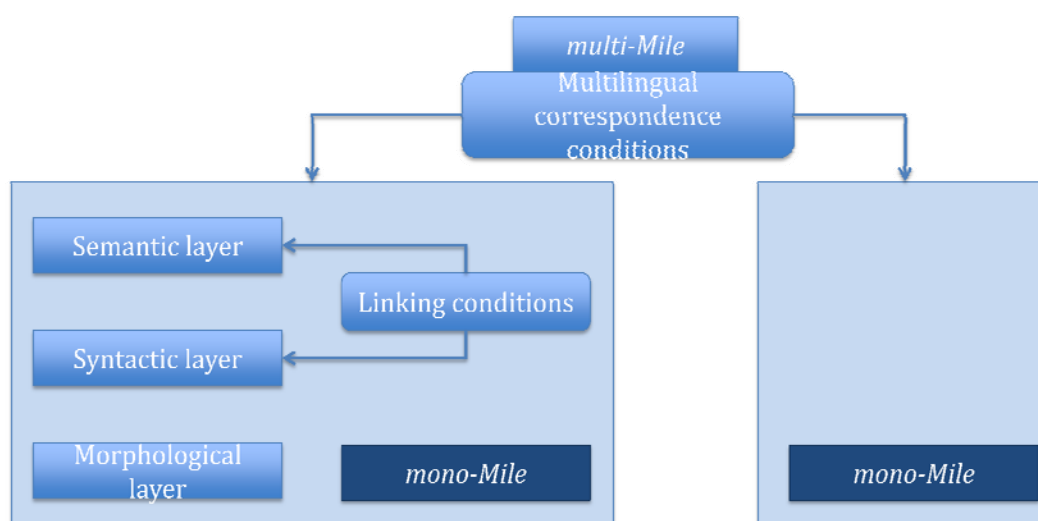 multi-Mile
Multilingual
correspondence
conditions
Semantic layer
Linking conditions
Syntactic layer
Morphological
layer
mono-Mile
mono-Mile